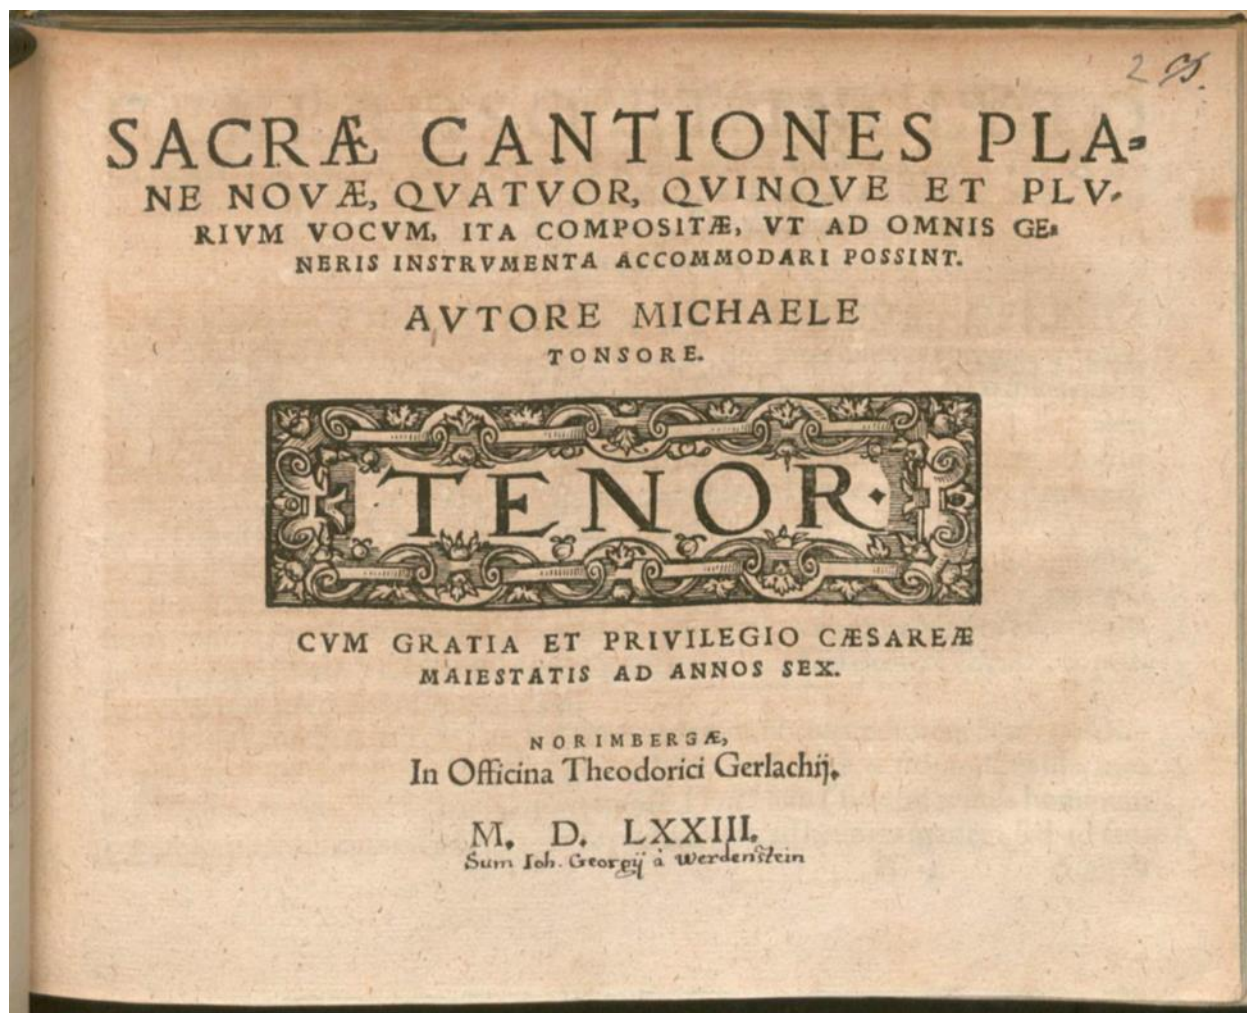 2
SACRÆ CANTIONES PLA-
NE NOVÆ, QVATVOR, QVINQVE ET PLV-
RIVM VOCVM, ITA COMPOSITÆ, VT AD OMNIS GE-
NERIS INSTRVMENTA ACCOMMODARI POSSINT.
AVTORE MICHAELE
TONSORE.
TENOR.
CVM GRATIA ET PRIVILEGIO CÆSAREÆ
MAIESTATIS AD ANNOS SEX.
NORIMBERGÆ,
In Officina Theodorici Gerlachij.
M. D. LXXIII.
Sum Ioh. Georgij à Werdenstein